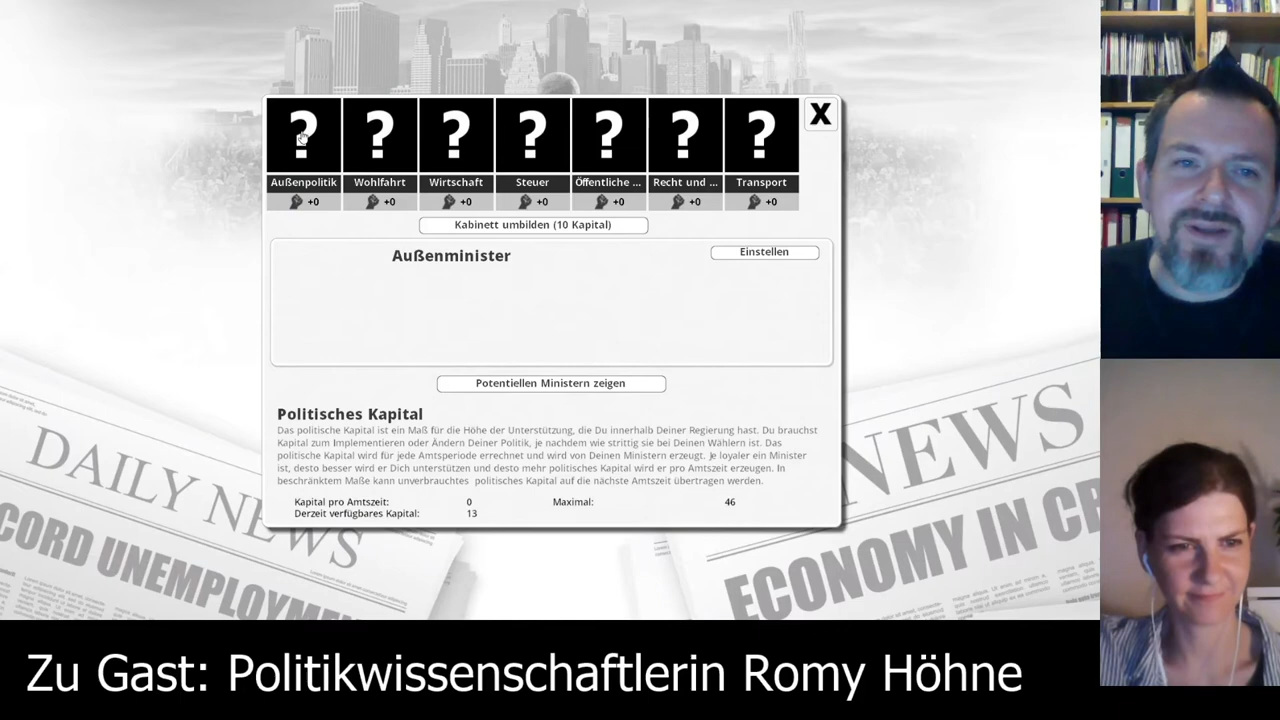 ? ? ? ? ? ? ? X
Außenpolitik Wohlfahrt Wirtschaft Steuer Öffentliche ... Recht und ... Transport
+0 +0 +0 +0 +0 +0 +0
Kabinett umbilden (10 Kapital)
Außenminister
Einstellen
Potentiellen Ministern zeigen
Politisches Kapital
Das politische Kapital ist ein Maß für die Höhe der Unterstützung, die Du innerhalb Deiner Regierung hast. Du brauchst
Kapital zum Implementieren oder Ändern Deiner Politik, je nachdem wie strittig sie bei Deinen Wählern ist. Das
politische Kapital wird für jede Amtsperiode errechnet und wird von Deinen Ministern erzeugt. Je loyaler ein Minister
ist, desto besser wird er Dich unterstützen und desto mehr politisches Kapital wird er pro Amtszeit erzeugen. In
beschränktem Maße kann unverbrauchtes politisches Kapital auf die nächste Amtszeit übertragen werden.
Kapital pro Amtszeit: 0 Maximal: 46
Derzeit verfügbares Kapital: 13
DAILY NEWS
CORD UNEMPLOYME
NEWS
ECONOMY IN CR
Zu Gast: Politikwissenschaftlerin Romy Höhne